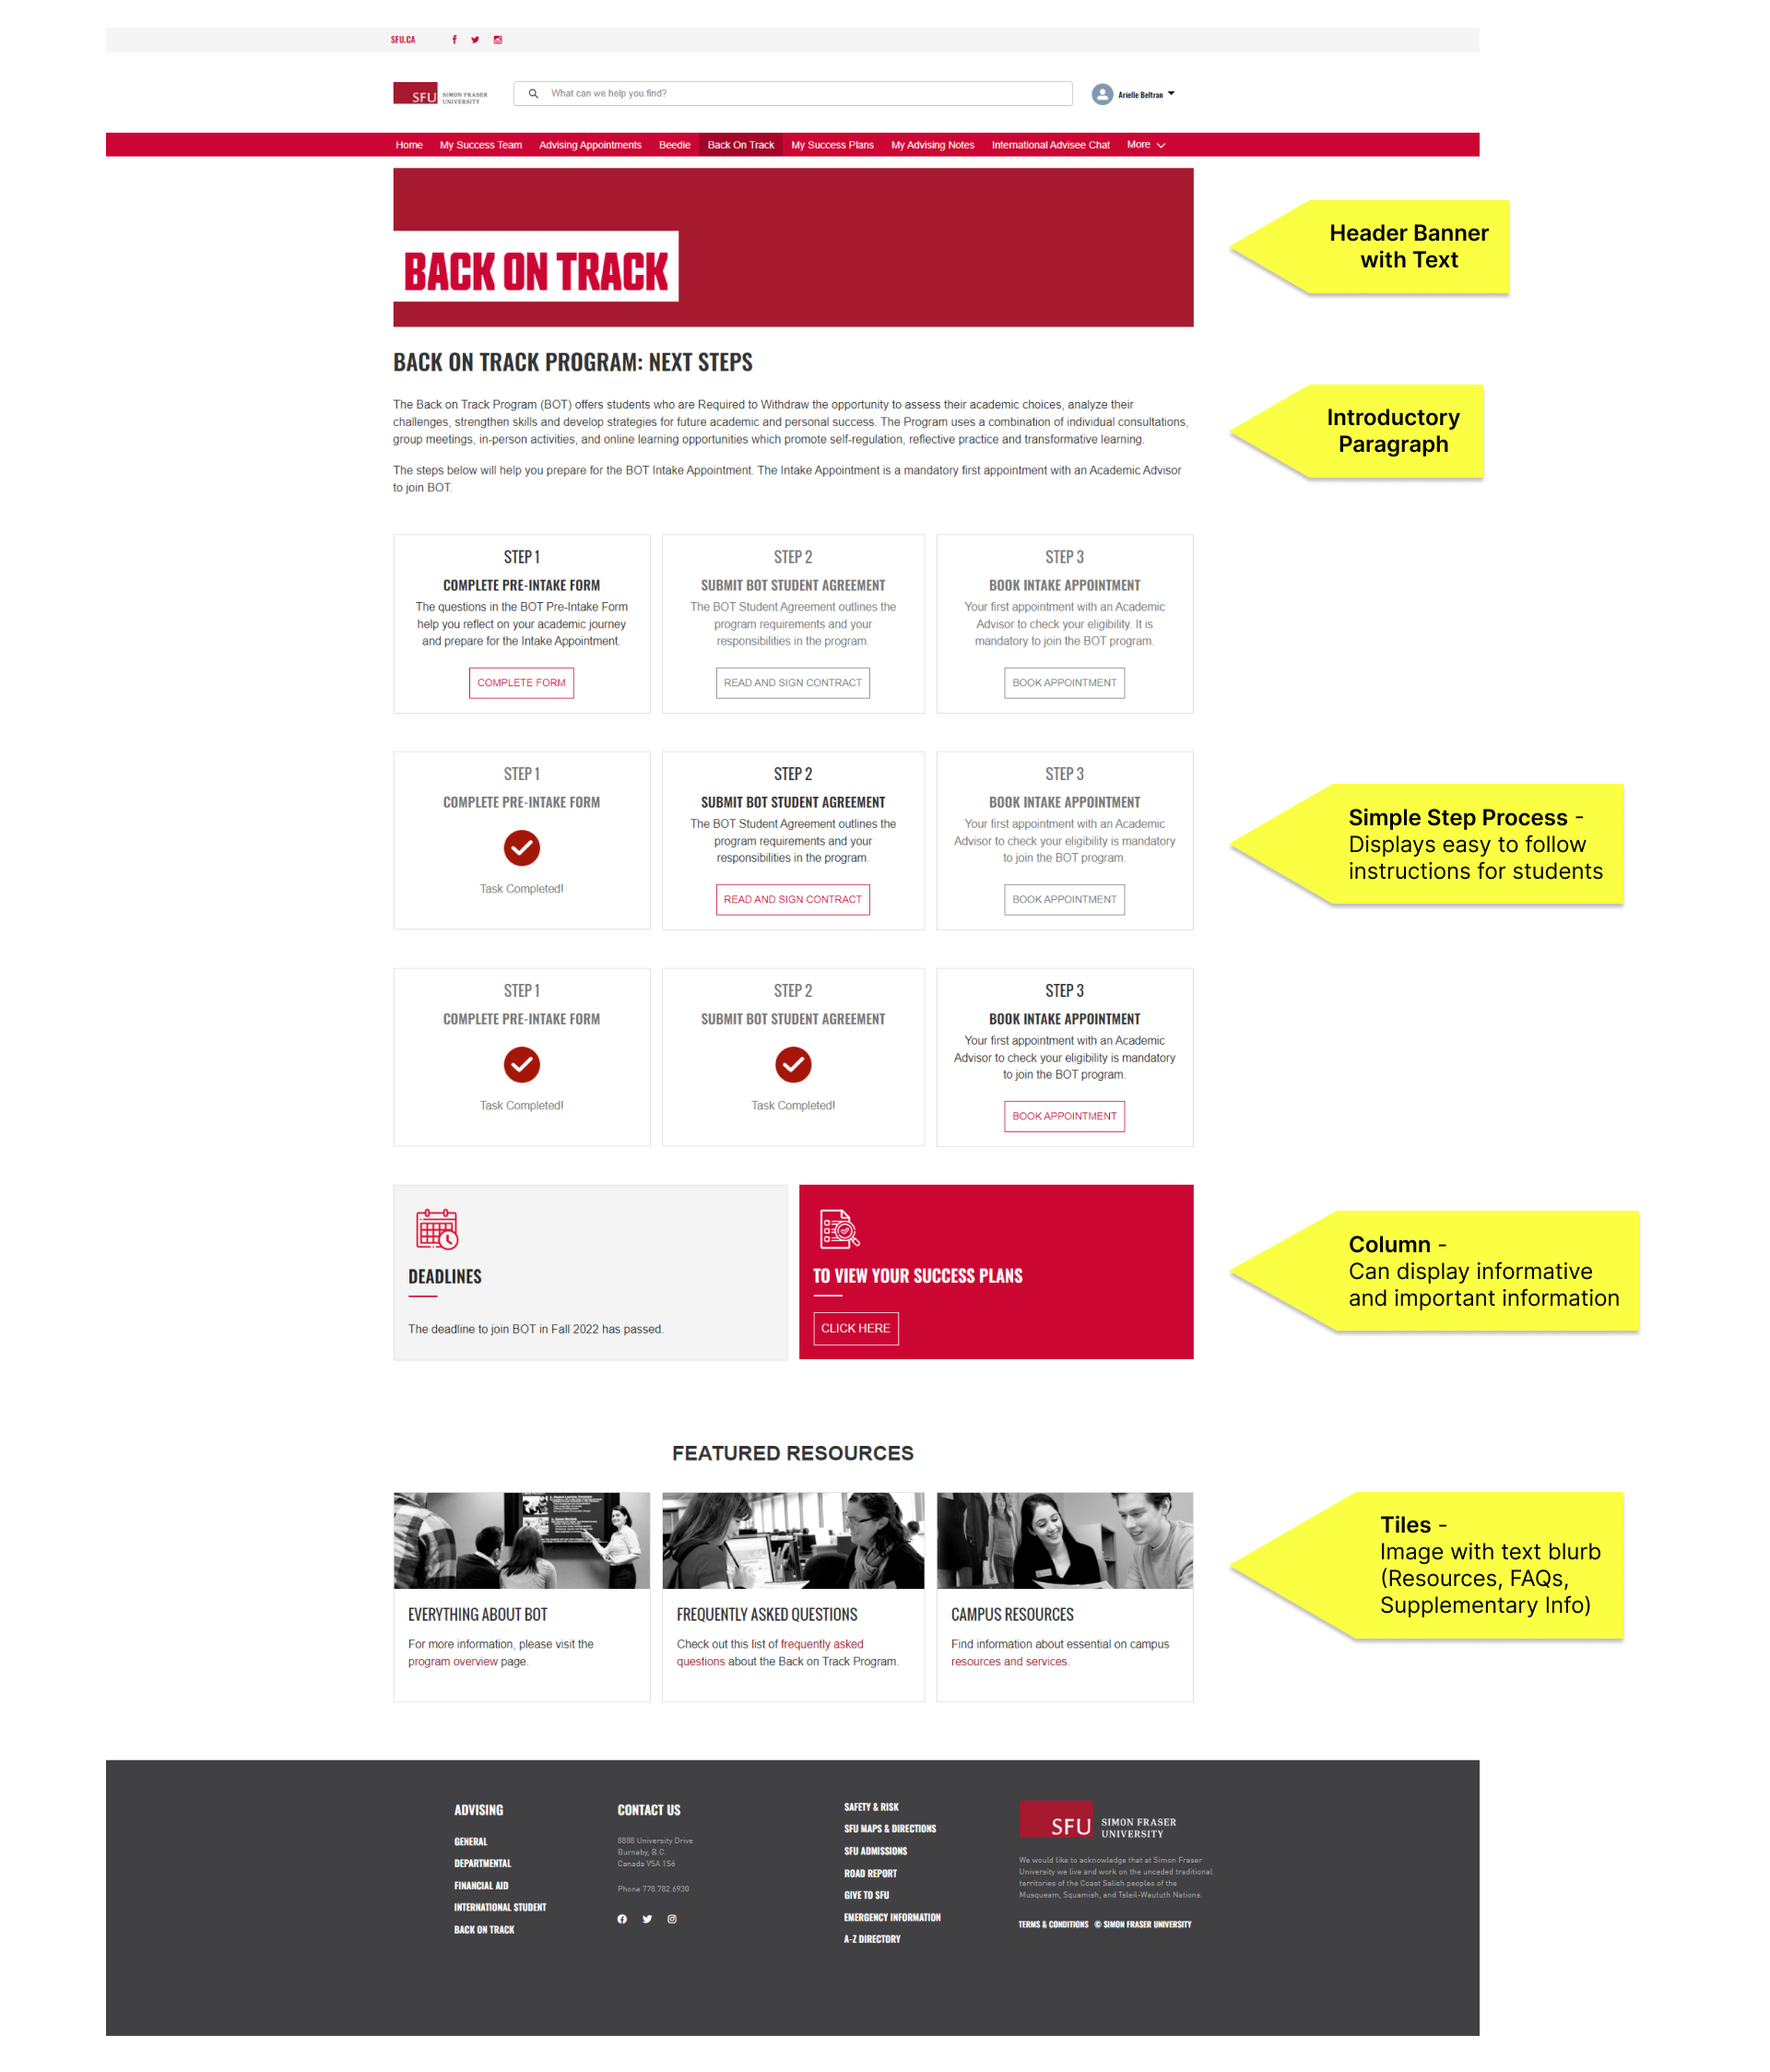 SFU.CA
SFU SIMON FRASER
UNIVERSITY
What can we help you find?
Arielle Beltran
Home My Success Team Advising Appointments Beedie Back On Track My Success Plans My Advising Notes International Advisee Chat More
BACK ON TRACK
Header Banner
with Text
BACK ON TRACK PROGRAM: NEXT STEPS
The Back on Track Program (BOT) offers students who are Required to Withdraw the opportunity to assess their academic choices, analyze their
challenges, strengthen skills and develop strategies for future academic and personal success. The Program uses a combination of individual consultations,
group meetings, in-person activities, and online learning opportunities which promote self-regulation, reflective practice and transformative learning.
The steps below will help you prepare for the BOT Intake Appointment. The Intake Appointment is a mandatory first appointment with an Academic Advisor
to join BOT.
Introductory
Paragraph
STEP 1
COMPLETE PRE-INTAKE FORM
The questions in the BOT Pre-Intake Form
help you reflect on your academic journey
and prepare for the Intake Appointment.
COMPLETE FORM
STEP 2
SUBMIT BOT STUDENT AGREEMENT
The BOT Student Agreement outlines the
program requirements and your
responsibilities in the program.
READ AND SIGN CONTRACT
STEP 3
BOOK INTAKE APPOINTMENT
Your first appointment with an Academic
Advisor to check your eligibility. It is
mandatory to join the BOT program.
BOOK APPOINTMENT
STEP 1
COMPLETE PRE-INTAKE FORM
Task Completed!
STEP 2
SUBMIT BOT STUDENT AGREEMENT
The BOT Student Agreement outlines the
program requirements and your
responsibilities in the program.
READ AND SIGN CONTRACT
STEP 3
BOOK INTAKE APPOINTMENT
Your first appointment with an Academic
Advisor to check your eligibility is mandatory
to join the BOT program.
BOOK APPOINTMENT
Simple Step Process -
Displays easy to follow
instructions for students
STEP 1
COMPLETE PRE-INTAKE FORM
Task Completed!
STEP 2
SUBMIT BOT STUDENT AGREEMENT
Task Completed!
STEP 3
BOOK INTAKE APPOINTMENT
Your first appointment with an Academic
Advisor to check your eligibility is mandatory
to join the BOT program.
BOOK APPOINTMENT
DEADLINES
The deadline to join BOT in Fall 2022 has passed.
TO VIEW YOUR SUCCESS PLANS
CLICK HERE
Column -
Can display informative
and important information
FEATURED RESOURCES
EVERYTHING ABOUT BOT
For more information, please visit the
program overview page.
FREQUENTLY ASKED QUESTIONS
Check out this list of frequently asked
questions about the Back on Track Program.
CAMPUS RESOURCES
Find information about essential on campus
resources and services.
Tiles -
Image with text blurb
(Resources, FAQs,
Supplementary Info)
ADVISING
GENERAL
DEPARTMENTAL
FINANCIAL AID
INTERNATIONAL STUDENT
BACK ON TRACK
CONTACT US
8888 University Drive
Burnaby, B.C.
Canada V5A 1S6
Phone 778.782.6930
SAFETY & RISK
SFU MAPS & DIRECTIONS
SFU ADMISSIONS
ROAD REPORT
GIVE TO SFU
EMERGENCY INFORMATION
A-Z DIRECTORY
SFU SIMON FRASER
UNIVERSITY
We would like to acknowledge that at Simon Fraser
University we live and work on the unceded traditional
territories of the Coast Salish peoples of the
Musqueam, Squamish, and Tsleil-Waututh Nations.
TERMS & CONDITIONS © SIMON FRASER UNIVERSITY